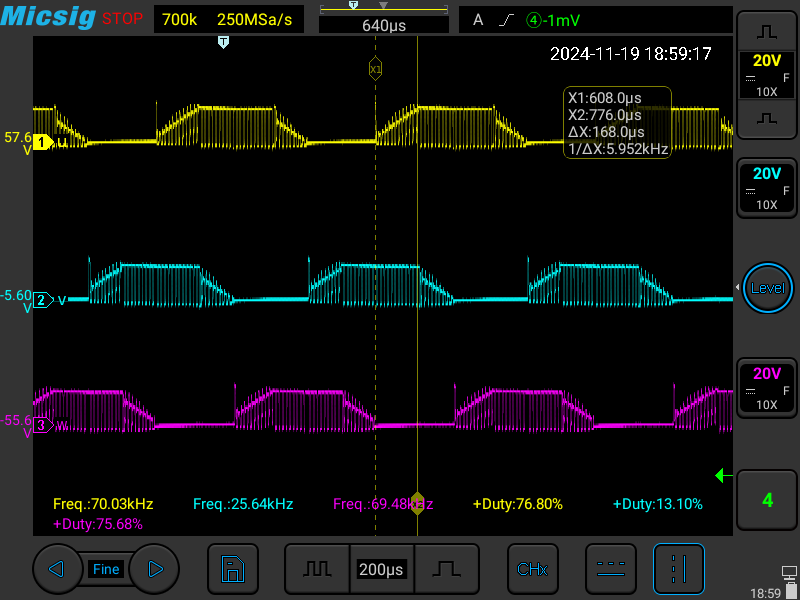 Micsig STOP 700k 250MSa/s T 640µs A 4 -1mV
T
2024-11-19 18:59:17
X1
20V
F
10X
X1:608.0µs
X2:776.0µs
ΔX:168.0µs
1/ΔX:5.952kHz
57.6
V
1 U
20V
F
10X
-5.60
V
2 V
Level
20V
F
10X
-55.6
V
3 W
4
Freq.:70.03kHz Freq.:25.64kHz Freq.:69.48kHz +Duty:76.80% +Duty:13.10%
X2
+Duty:75.68%
Fine 200µs CHx
18:59